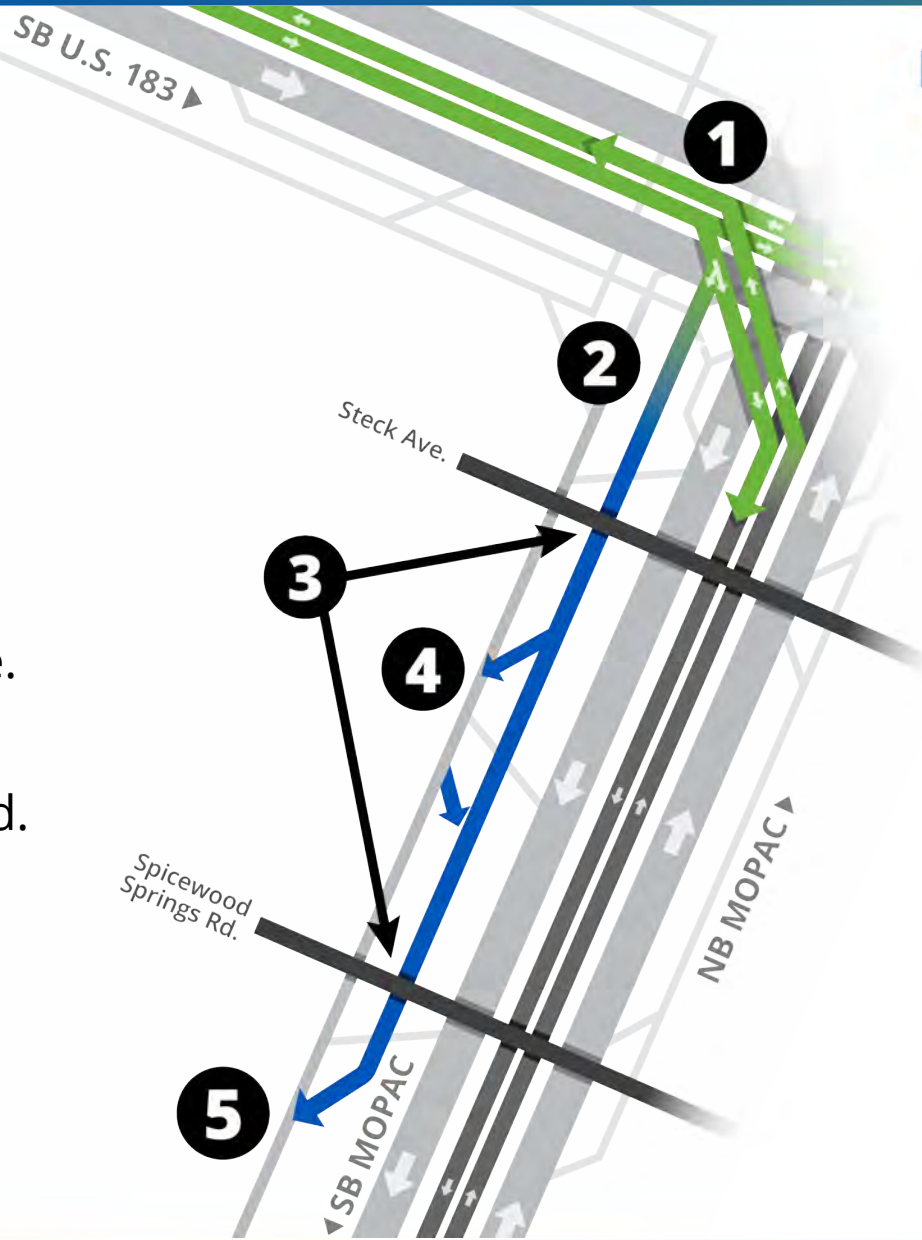 SB U.S. 183 ▶
1
2
Steck Ave.
3
e.
4
d.
Spicewood
Springs Rd.
NB MOPAC ▶
5
◀ SB MOPAC